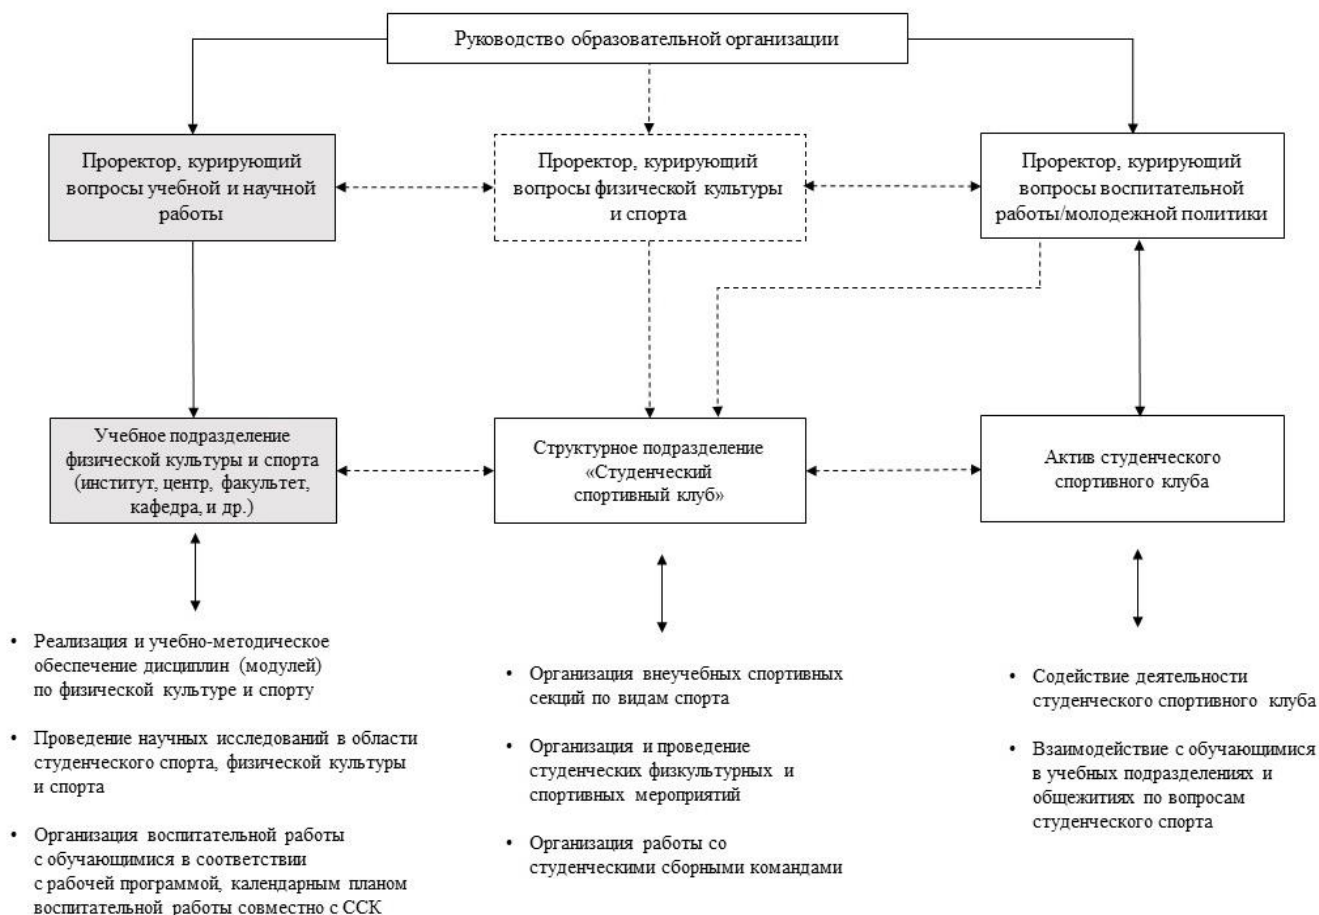 Руководство образовательной организации
Проректор, курирующий
вопросы учебной и научной
работы
Проректор, курирующий
вопросы физической культуры
и спорта
Проректор, курирующий
вопросы воспитательной
работы/молодежной политики
Учебное подразделение
физической культуры и спорта
(институт, центр, факультет,
кафедра, и др.)
Структурное подразделение
«Студенческий
спортивный клуб»
Актив студенческого
спортивного клуба
• Реализация и учебно-методическое
обеспечение дисциплин (модулей)
по физической культуре и спорту
• Проведение научных исследований в области
студенческого спорта, физической культуры
и спорта
• Организация воспитательной работы
с обучающимися в соответствии
с рабочей программой, календарным планом
воспитательной работы совместно с ССК
• Организация внеучебных спортивных
секций по видам спорта
• Организация и проведение
студенческих физкультурных и
спортивных мероприятий
• Организация работы со
студенческими сборными командами
• Содействие деятельности
студенческого спортивного клуба
• Взаимодействие с обучающимися
в учебных подразделениях и
общежитиях по вопросам
студенческого спорта